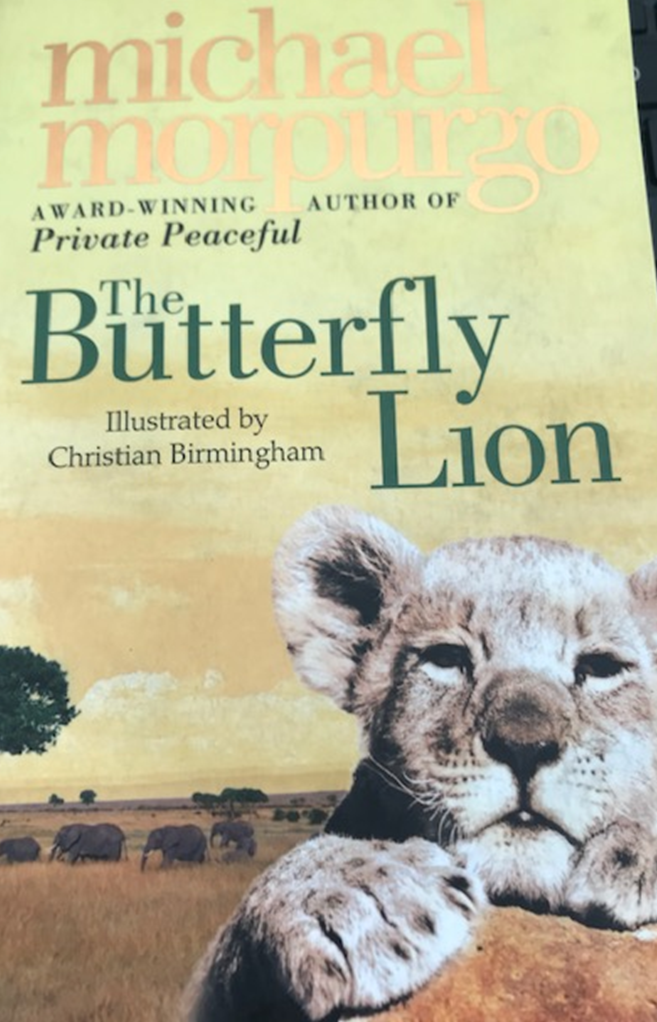 michael
morpurgo
AWARD-WINNING AUTHOR OF
Private Peaceful
The
Butterfly
Lion
Illustrated by
Christian Birmingham